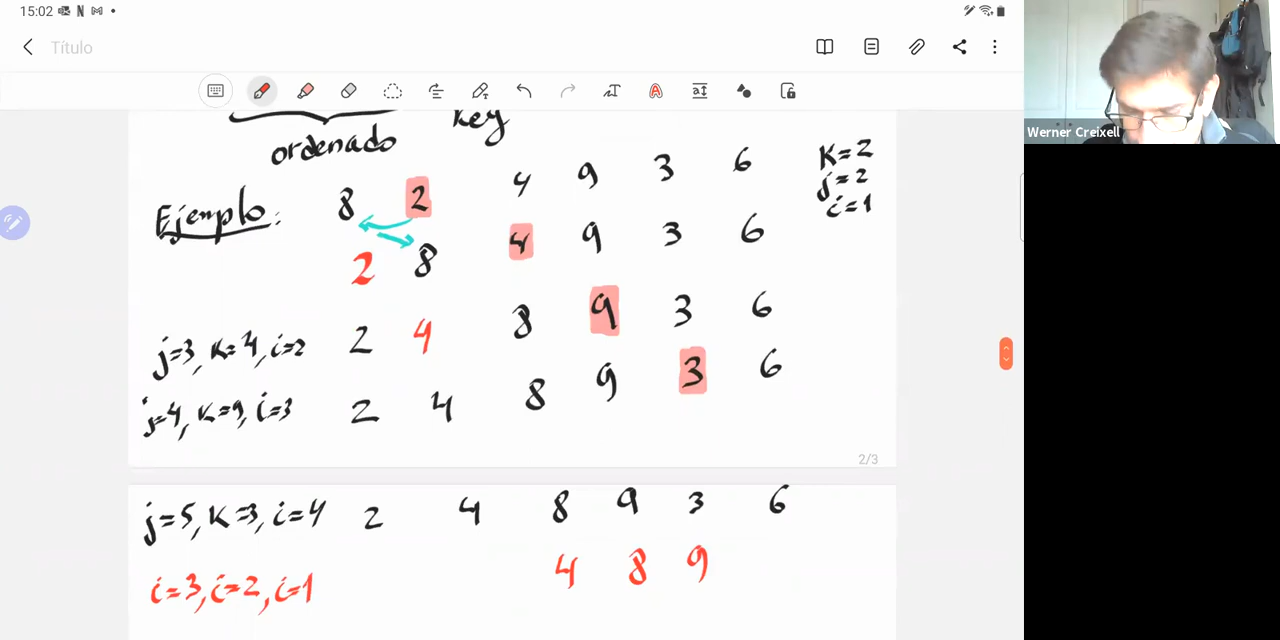 15:02
Título
Werner Creixell
ordenado key
Ejemplo: 8 2 4 9 3 6
K=2
j=2
i=1
2 8 4 9 3 6
j=3, K=4, i=2 2 4 8 9 3 6
j=4, K=9, i=3 2 4 8 9 3 6
2/3
j=5, K=3, i=4 2 4 8 9 3 6
i=3, i=2, i=1 4 8 9